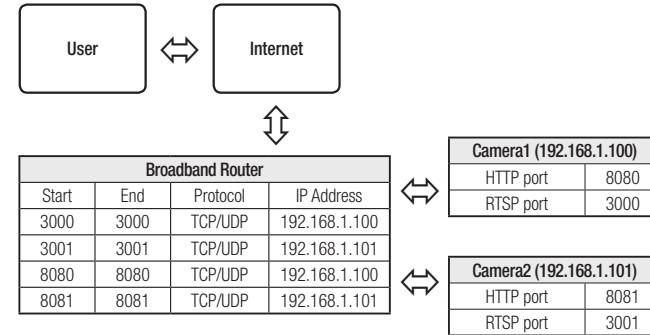 User
Internet
Broadband Router
Start End Protocol IP Address
3000 3000 TCP/UDP 192.168.1.100
3001 3001 TCP/UDP 192.168.1.101
8080 8080 TCP/UDP 192.168.1.100
8081 8081 TCP/UDP 192.168.1.101
Camera1 (192.168.1.100)
HTTP port 8080
RTSP port 3000
Camera2 (192.168.1.101)
HTTP port 8081
RTSP port 3001